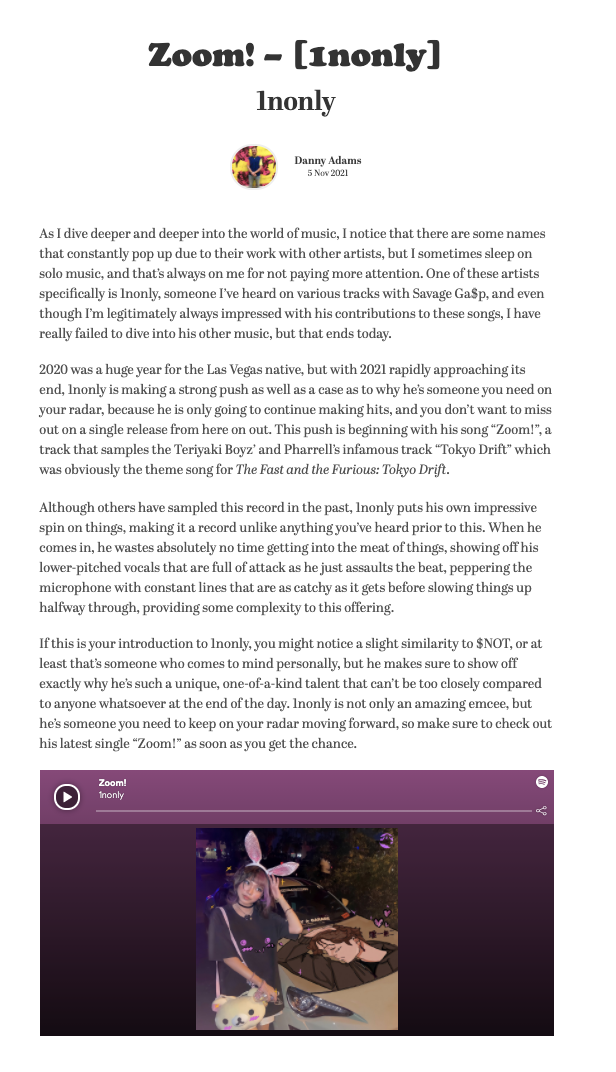 Zoom! – [1nonly]
1nonly
Danny Adams
5 Nov 2021
As I dive deeper and deeper into the world of music, I notice that there are some names
that constantly pop up due to their work with other artists, but I sometimes sleep on
solo music, and that's always on me for not paying more attention. One of these artists
specifically is 1nonly, someone I've heard on various tracks with Savage Ga$p, and even
though I'm legitimately always impressed with his contributions to these songs, I have
really failed to dive into his other music, but that ends today.
2020 was a huge year for the Las Vegas native, but with 2021 rapidly approaching its
end, 1nonly is making a strong push as well as a case as to why he's someone you need on
your radar, because he is only going to continue making hits, and you don't want to miss
out on a single release from here on out. This push is beginning with his song “Zoom!”, a
track that samples the Teriyaki Boyz' and Pharrell's infamous track “Tokyo Drift” which
was obviously the theme song for The Fast and the Furious: Tokyo Drift.
Although others have sampled this record in the past, 1nonly puts his own impressive
spin on things, making it a record unlike anything you've heard prior to this. When he
comes in, he wastes absolutely no time getting into the meat of things, showing off his
lower-pitched vocals that are full of attack as he just assaults the beat, peppering the
microphone with constant lines that are as catchy as it gets before slowing things up
halfway through, providing some complexity to this offering.
If this is your introduction to 1nonly, you might notice a slight similarity to $NOT, or at
least that's someone who comes to mind personally, but he makes sure to show off
exactly why he's such a unique, one-of-a-kind talent that can't be too closely compared
to anyone whatsoever at the end of the day. 1nonly is not only an amazing emcee, but
he's someone you need to keep on your radar moving forward, so make sure to check out
his latest single “Zoom!” as soon as you get the chance.
Zoom!
1nonly